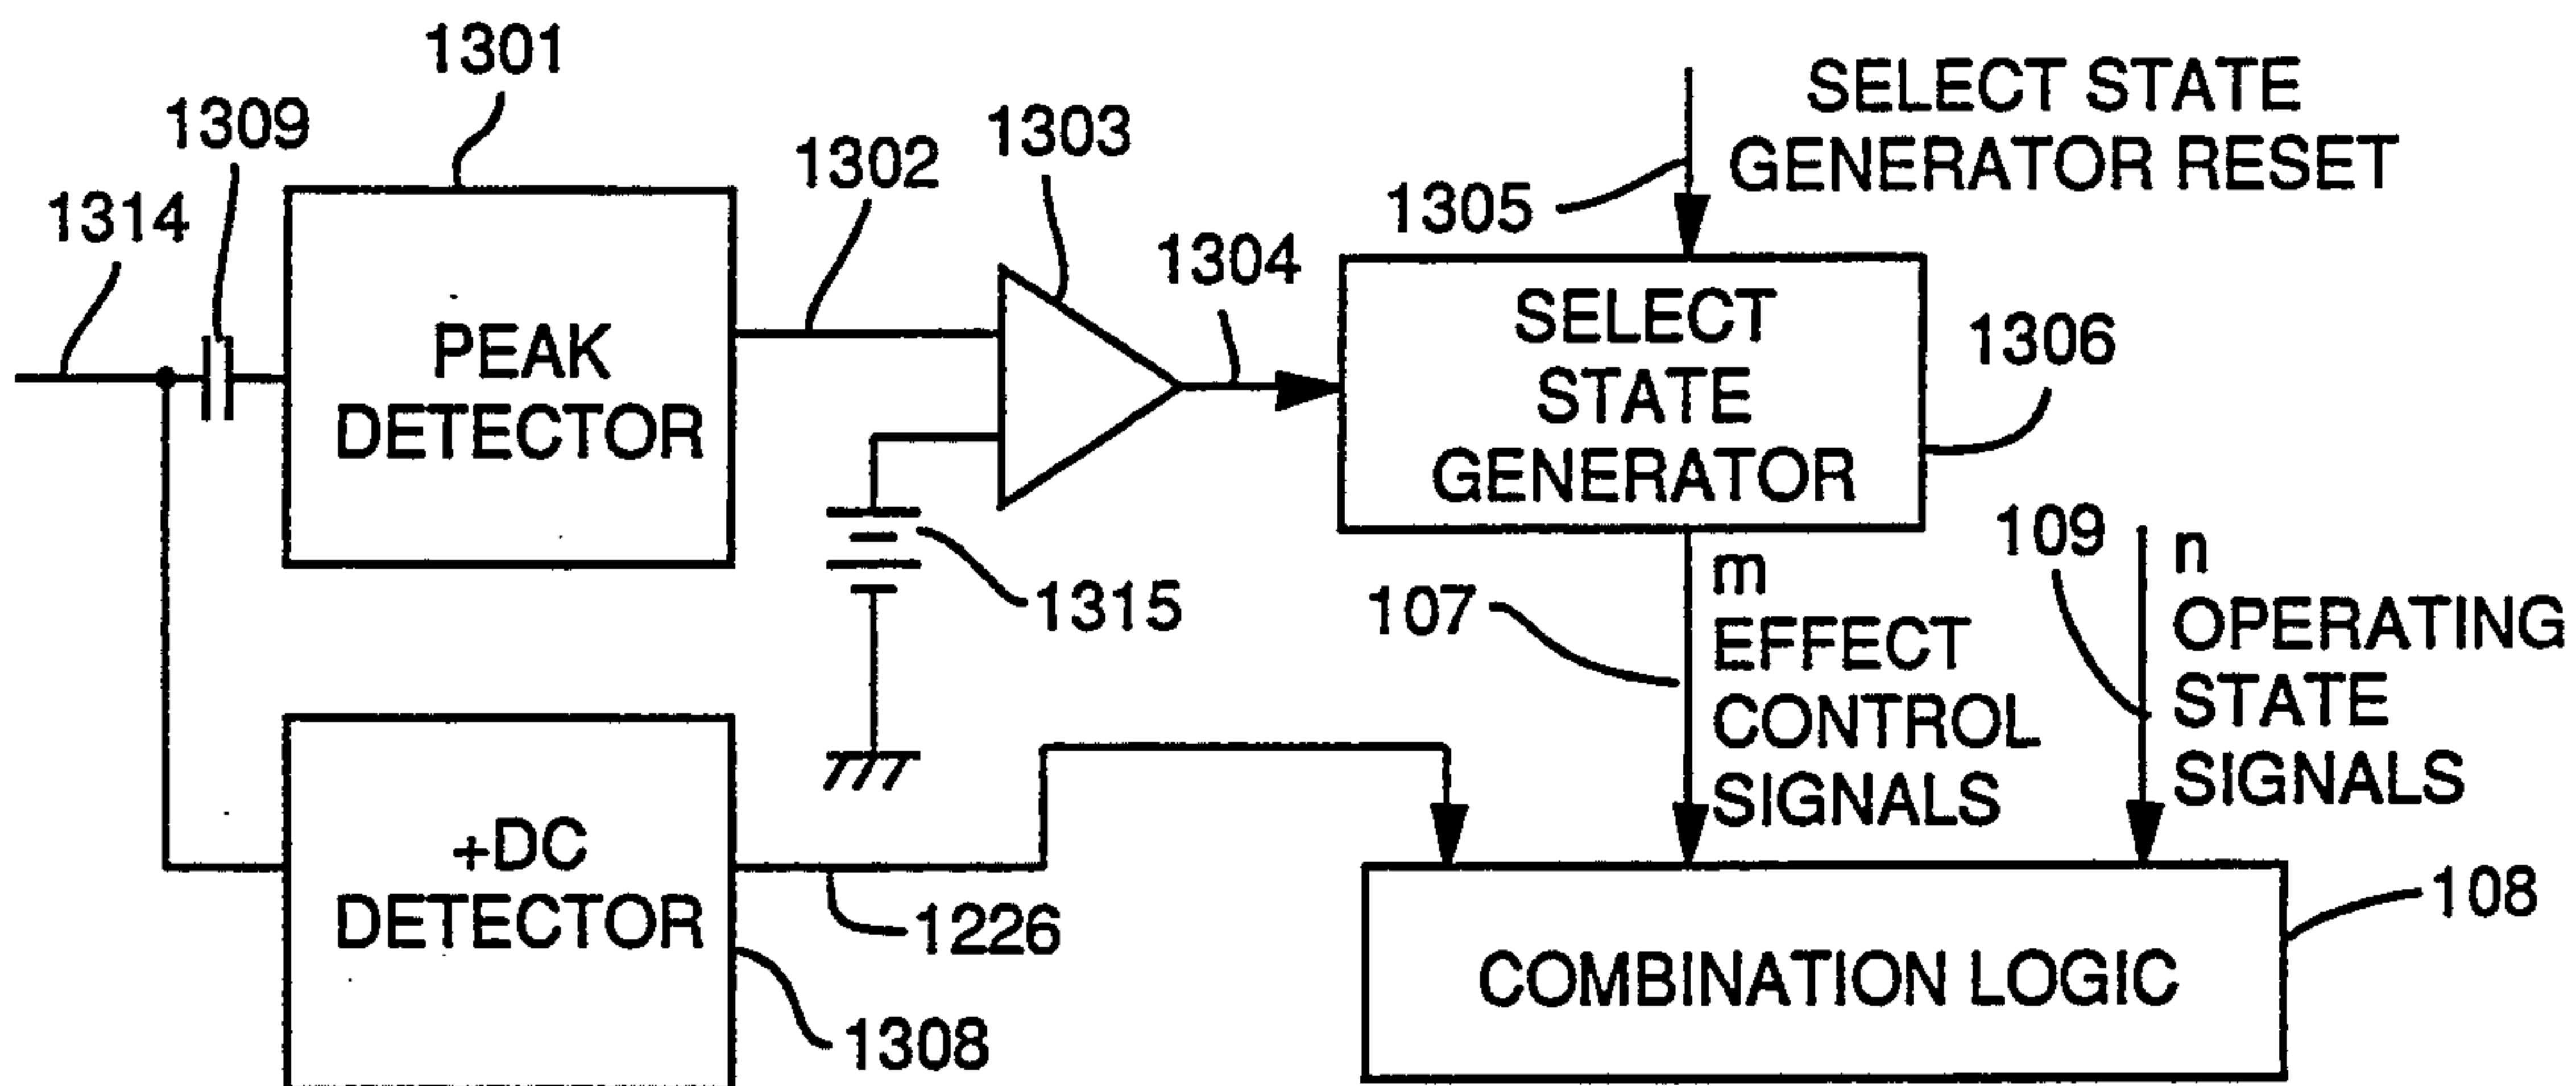 1301
1309
1314
1302
1303
1304
1305
SELECT STATE
GENERATOR RESET
PEAK
DETECTOR
SELECT
STATE
GENERATOR
1306
1315
107
m
EFFECT
CONTROL
SIGNALS
109
n
OPERATING
STATE
SIGNALS
+DC
DETECTOR
1226
1308
COMBINATION LOGIC
108